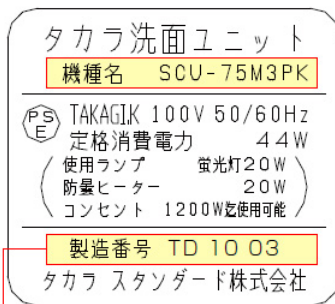 タカラ洗面ユニット
機種名 SCU-75M3PK
PS
E
TAKAGI.K 100V 50/60Hz
定格消費電力 44W
使用ランプ 蛍光灯20W
防曇ヒーター 20W
コンセント 1200W迄使用可能
製造番号 TD 10 03
タカラ スタンダード株式会社